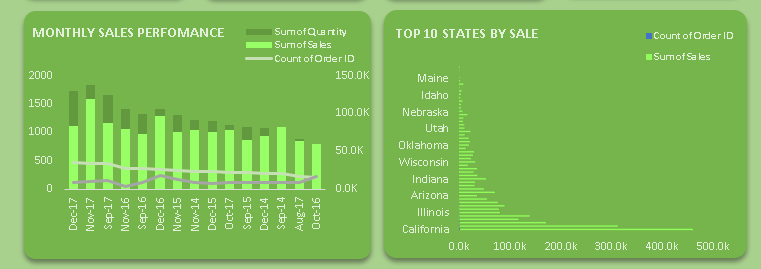 MONTHLY SALES PERFOMANCE
Sum of Quantity
Sum of Sales
Count of Order ID
2000
1500
1000
500
0
150.0K
100.0K
50.0K
0.0K
Dec-17
Nov-17
Sep-17
Nov-16
Sep-16
Dec-16
Nov-15
Nov-14
Dec-15
Oct-17
Sep-15
Dec-14
Sep-14
Aug-17
Oct-16
TOP 10 STATES BY SALE
Count of Order ID
Sum of Sales
Maine
Idaho
Nebraska
Utah
Oklahoma
Wisconsin
Indiana
Arizona
Illinois
California
0.0k 100.0k 200.0k 300.0k 400.0k 500.0k